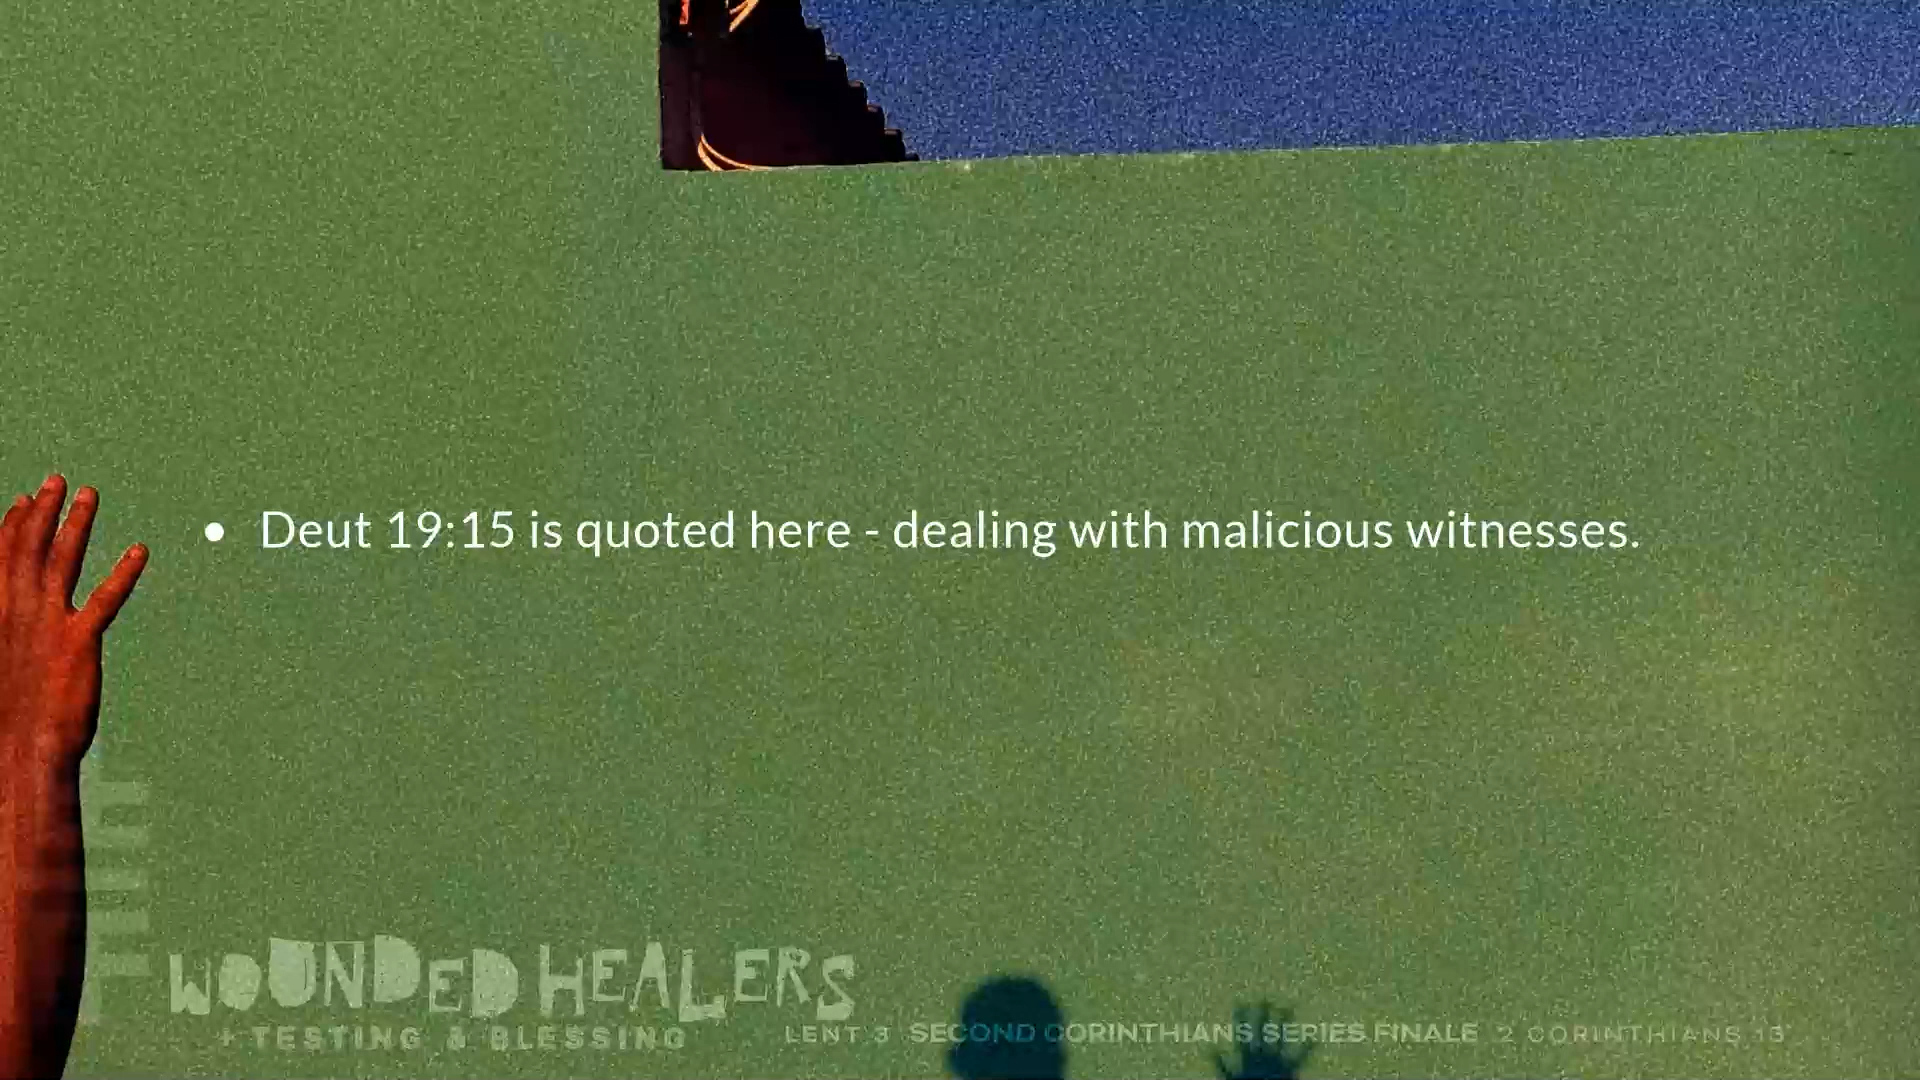 • Deut 19:15 is quoted here - dealing with malicious witnesses.
WOUNDED HEALERS
+ TESTING & BLESSING
LENT 3 SECOND CORINTHIANS SERIES FINALE 2 CORINTHIANS 13